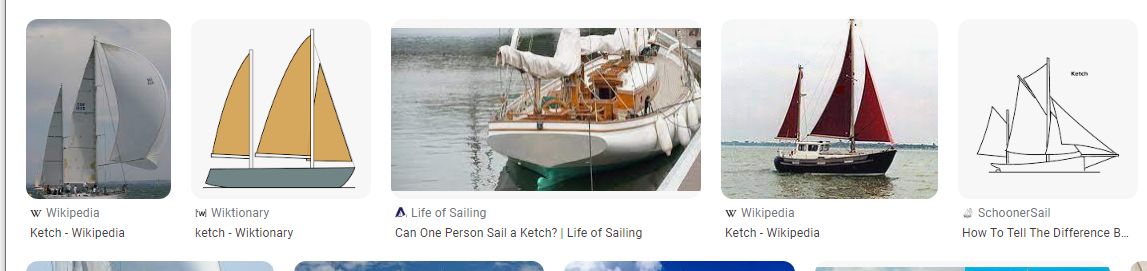 Ketch
W Wikipedia
Ketch - Wikipedia
[w] Wiktionary
ketch - Wiktionary
Life of Sailing
Can One Person Sail a Ketch? | Life of Sailing
W Wikipedia
Ketch - Wikipedia
SchoonerSail
How To Tell The Difference B...